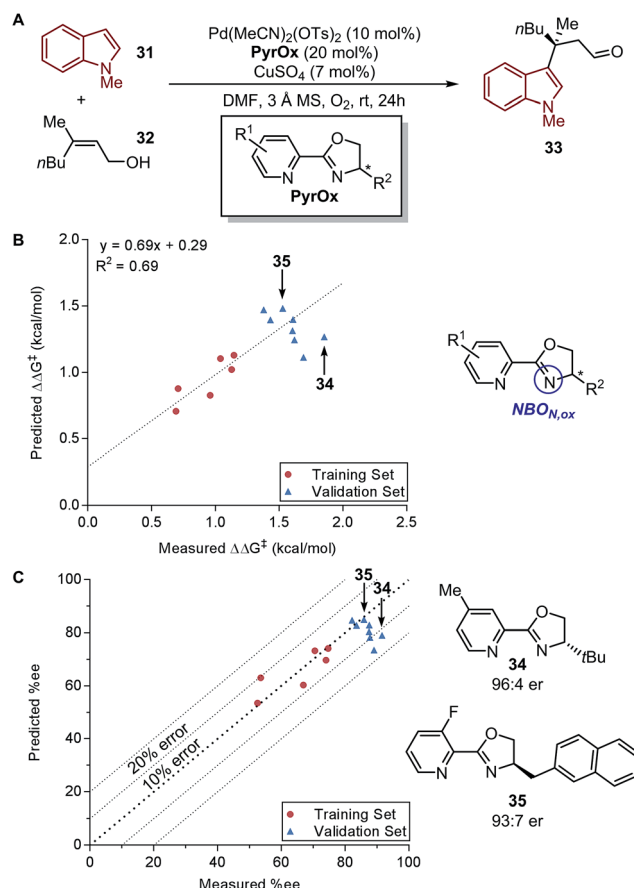 A
31
N
Me
+
Me
32
nBu
OH
Pd(MeCN)2(OTs)2 (10 mol%)
PyrOx (20 mol%)
CuSO4 (7 mol%)
DMF, 3 Å MS, O2, rt, 24h
R1
O
N
N
*
R2
PyrOx
nBu
Me
O
N
Me
33
B
y = 0.69x + 0.29
R2 = 0.69
35
34
Training Set
Validation Set
2.0
1.5
1.0
0.5
0.0
0.0 0.5 1.0 1.5 2.0 2.5
Predicted ΔΔG‡ (kcal/mol)
Measured ΔΔG‡ (kcal/mol)
R1
O
N
N
*
R2
NBON,ox
C
35
34
20% error
10% error
Training Set
Validation Set
100
80
60
40
20
0
0 20 40 60 80 100
Predicted %ee
Measured %ee
Me
O
N
N
tBu
34
96:4 er
F
O
N
N
35
93:7 er